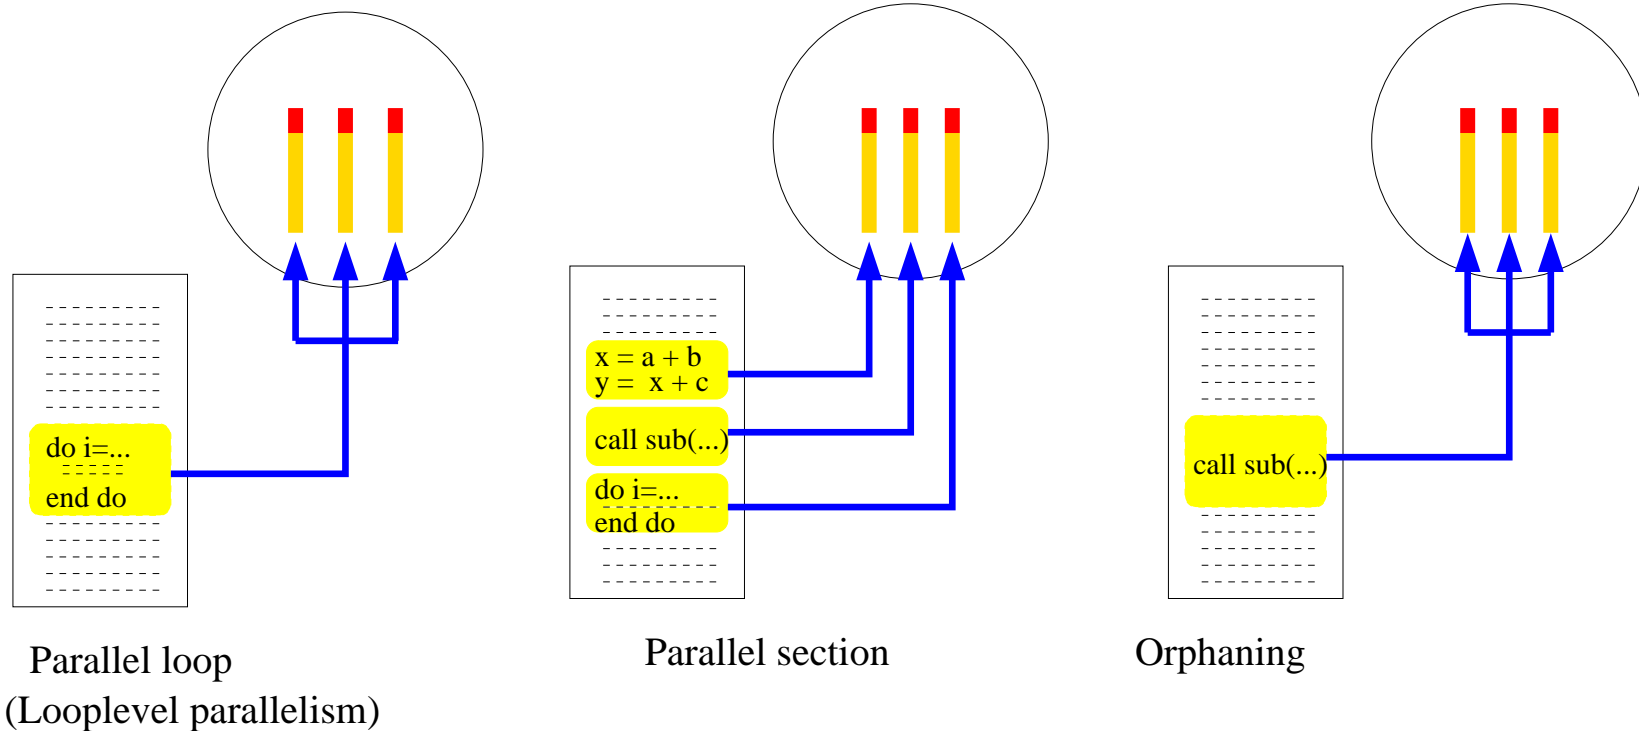 do i=...
end do
Parallel loop
(Looplevel parallelism)
x = a + b
y = x + c
call sub(...)
do i=...
end do
Parallel section
call sub(...)
Orphaning